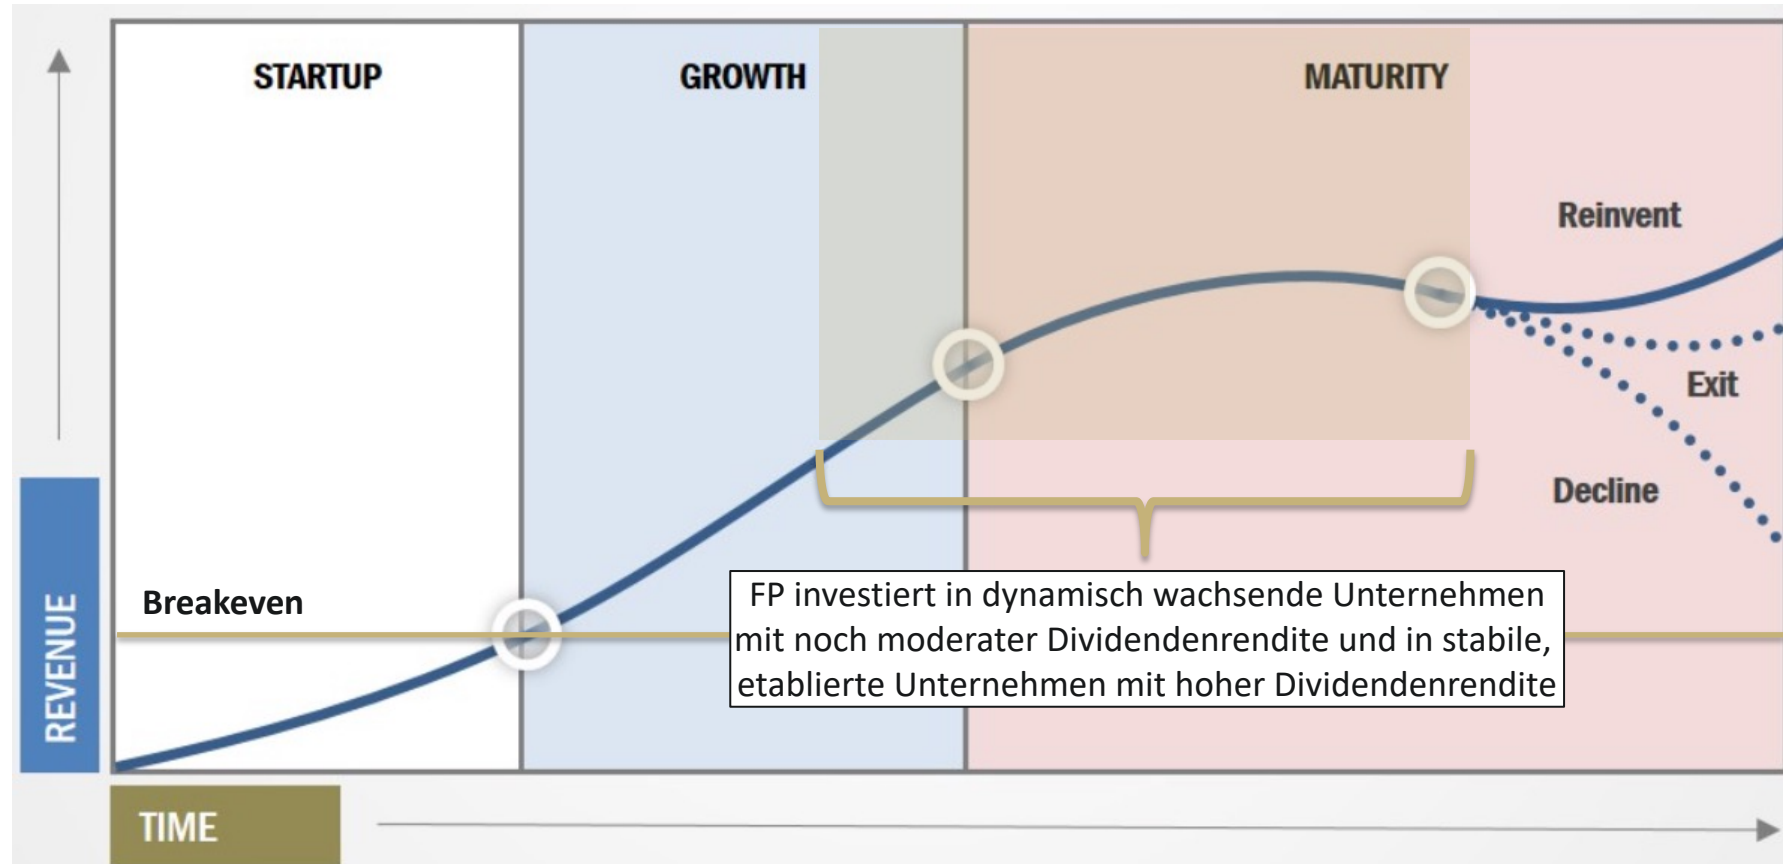 STARTUP
GROWTH
MATURITY
Reinvent
Exit
Decline
Breakeven
FP investiert in dynamisch wachsende Unternehmen
mit noch moderater Dividendenrendite und in stabile,
etablierte Unternehmen mit hoher Dividendenrendite
REVENUE
TIME